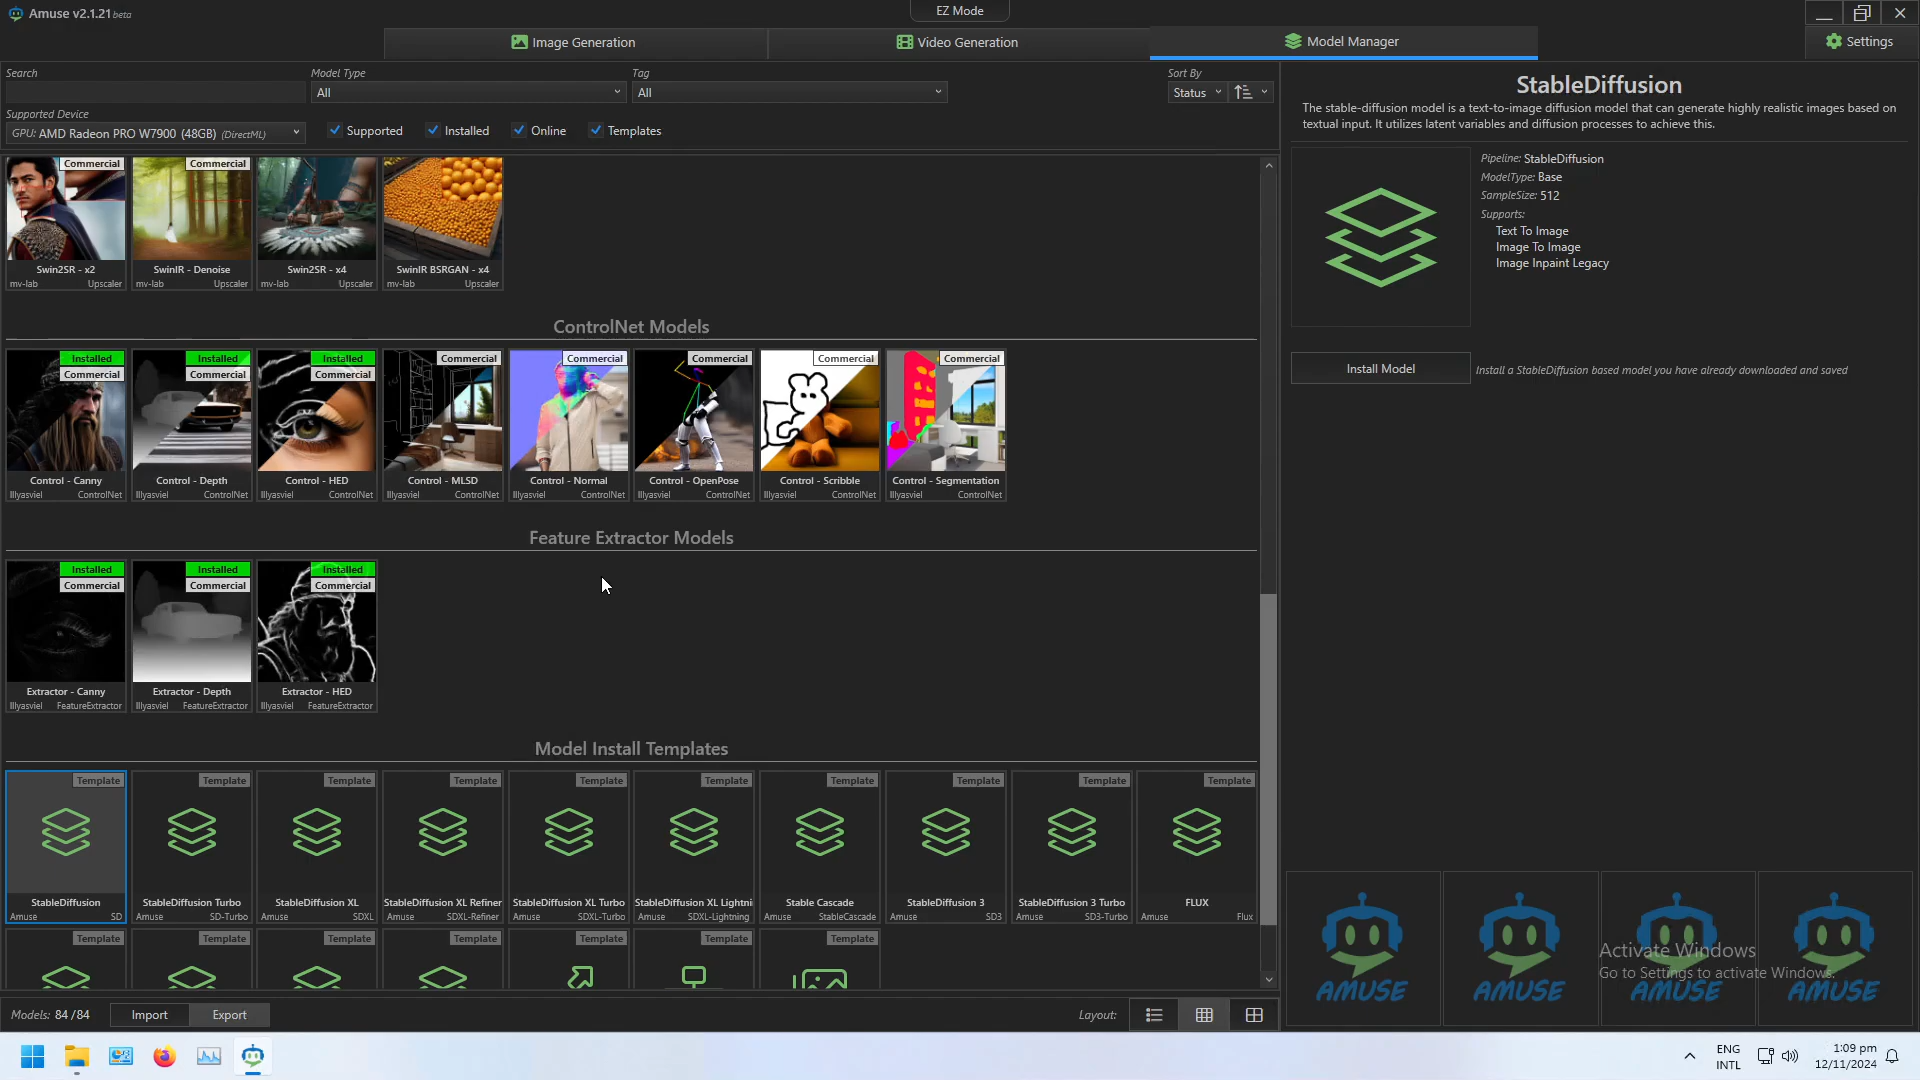 Amuse v2.1.21 beta
EZ Mode
Image Generation
Video Generation
Model Manager
Settings
Search
Model Type
Tag
Sort By
All
All
Status
Supported Device
GPU: AMD Radeon PRO W7900 (48GB) (DirectML)
Supported
Installed
Online
Templates
Commercial
Commercial
Swin2SR - x2
SwinIR - Denoise
Swin2SR - x4
SwinIR BSRGAN - x4
mv-lab Upscaler
mv-lab Upscaler
mv-lab Upscaler
mv-lab Upscaler
ControlNet Models
Installed
Installed
Installed
Commercial
Commercial
Commercial
Commercial
Commercial
Commercial
Commercial
Commercial
Control - Canny
Control - Depth
Control - HED
Control - MLSD
Control - Normal
Control - OpenPose
Control - Scribble
Control - Segmentation
Illyasviel ControlNet
Illyasviel ControlNet
Illyasviel ControlNet
Illyasviel ControlNet
Illyasviel ControlNet
Illyasviel ControlNet
Illyasviel ControlNet
Illyasviel ControlNet
Feature Extractor Models
Installed
Installed
Installed
Commercial
Commercial
Commercial
Extractor - Canny
Extractor - Depth
Extractor - HED
Illyasviel FeatureExtractor
Illyasviel FeatureExtractor
Illyasviel FeatureExtractor
Model Install Templates
Template
Template
Template
Template
Template
Template
Template
Template
Template
Template
StableDiffusion
StableDiffusion Turbo
StableDiffusion XL
StableDiffusion XL Refiner
StableDiffusion XL Turbo
StableDiffusion XL Lightni
Stable Cascade
StableDiffusion 3
StableDiffusion 3 Turbo
FLUX
Amuse SD
Amuse SD-Turbo
Amuse SDXL
Amuse SDXL-Refiner
Amuse SDXL-Turbo
Amuse SDXL-Lightning
Amuse StableCascade
Amuse SD3
Amuse SD3-Turbo
Amuse Flux
Template
Template
Template
Template
Template
Template
Template
Models: 84 /84
Import
Export
Layout:
StableDiffusion
The stable-diffusion model is a text-to-image diffusion model that can generate highly realistic images based on
textual input. It utilizes latent variables and diffusion processes to achieve this.
Pipeline: StableDiffusion
ModelType: Base
SampleSize: 512
Supports:
Text To Image
Image To Image
Image Inpaint Legacy
Install Model
Install a StableDiffusion based model you have already downloaded and saved
AMUSE
AMUSE
AMUSE
AMUSE
Activate Windows
Go to Settings to activate Windows.
ENG
INTL
1:09 pm
12/11/2024